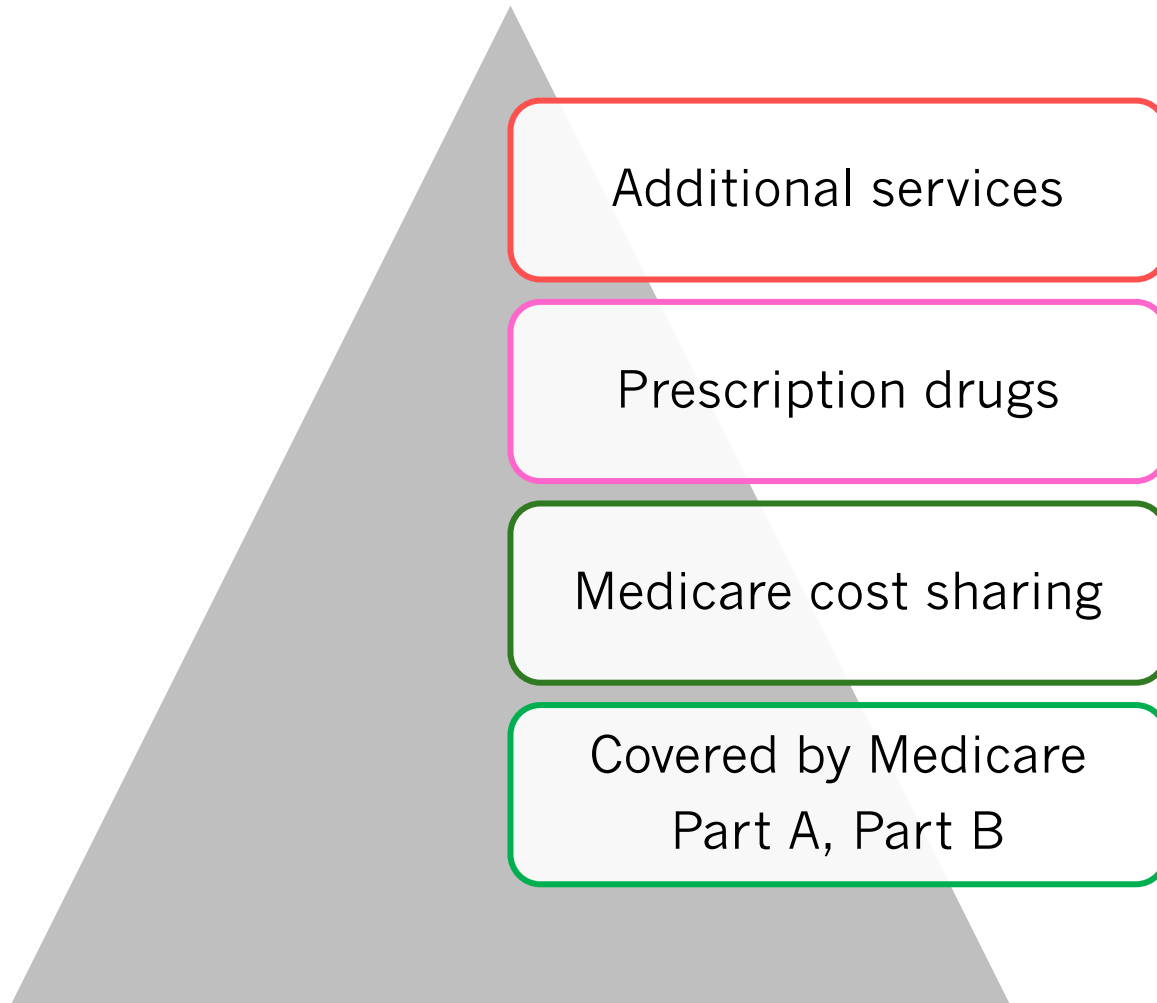 Additional services
Prescription drugs
Medicare cost sharing
Covered by Medicare
Part A, Part B